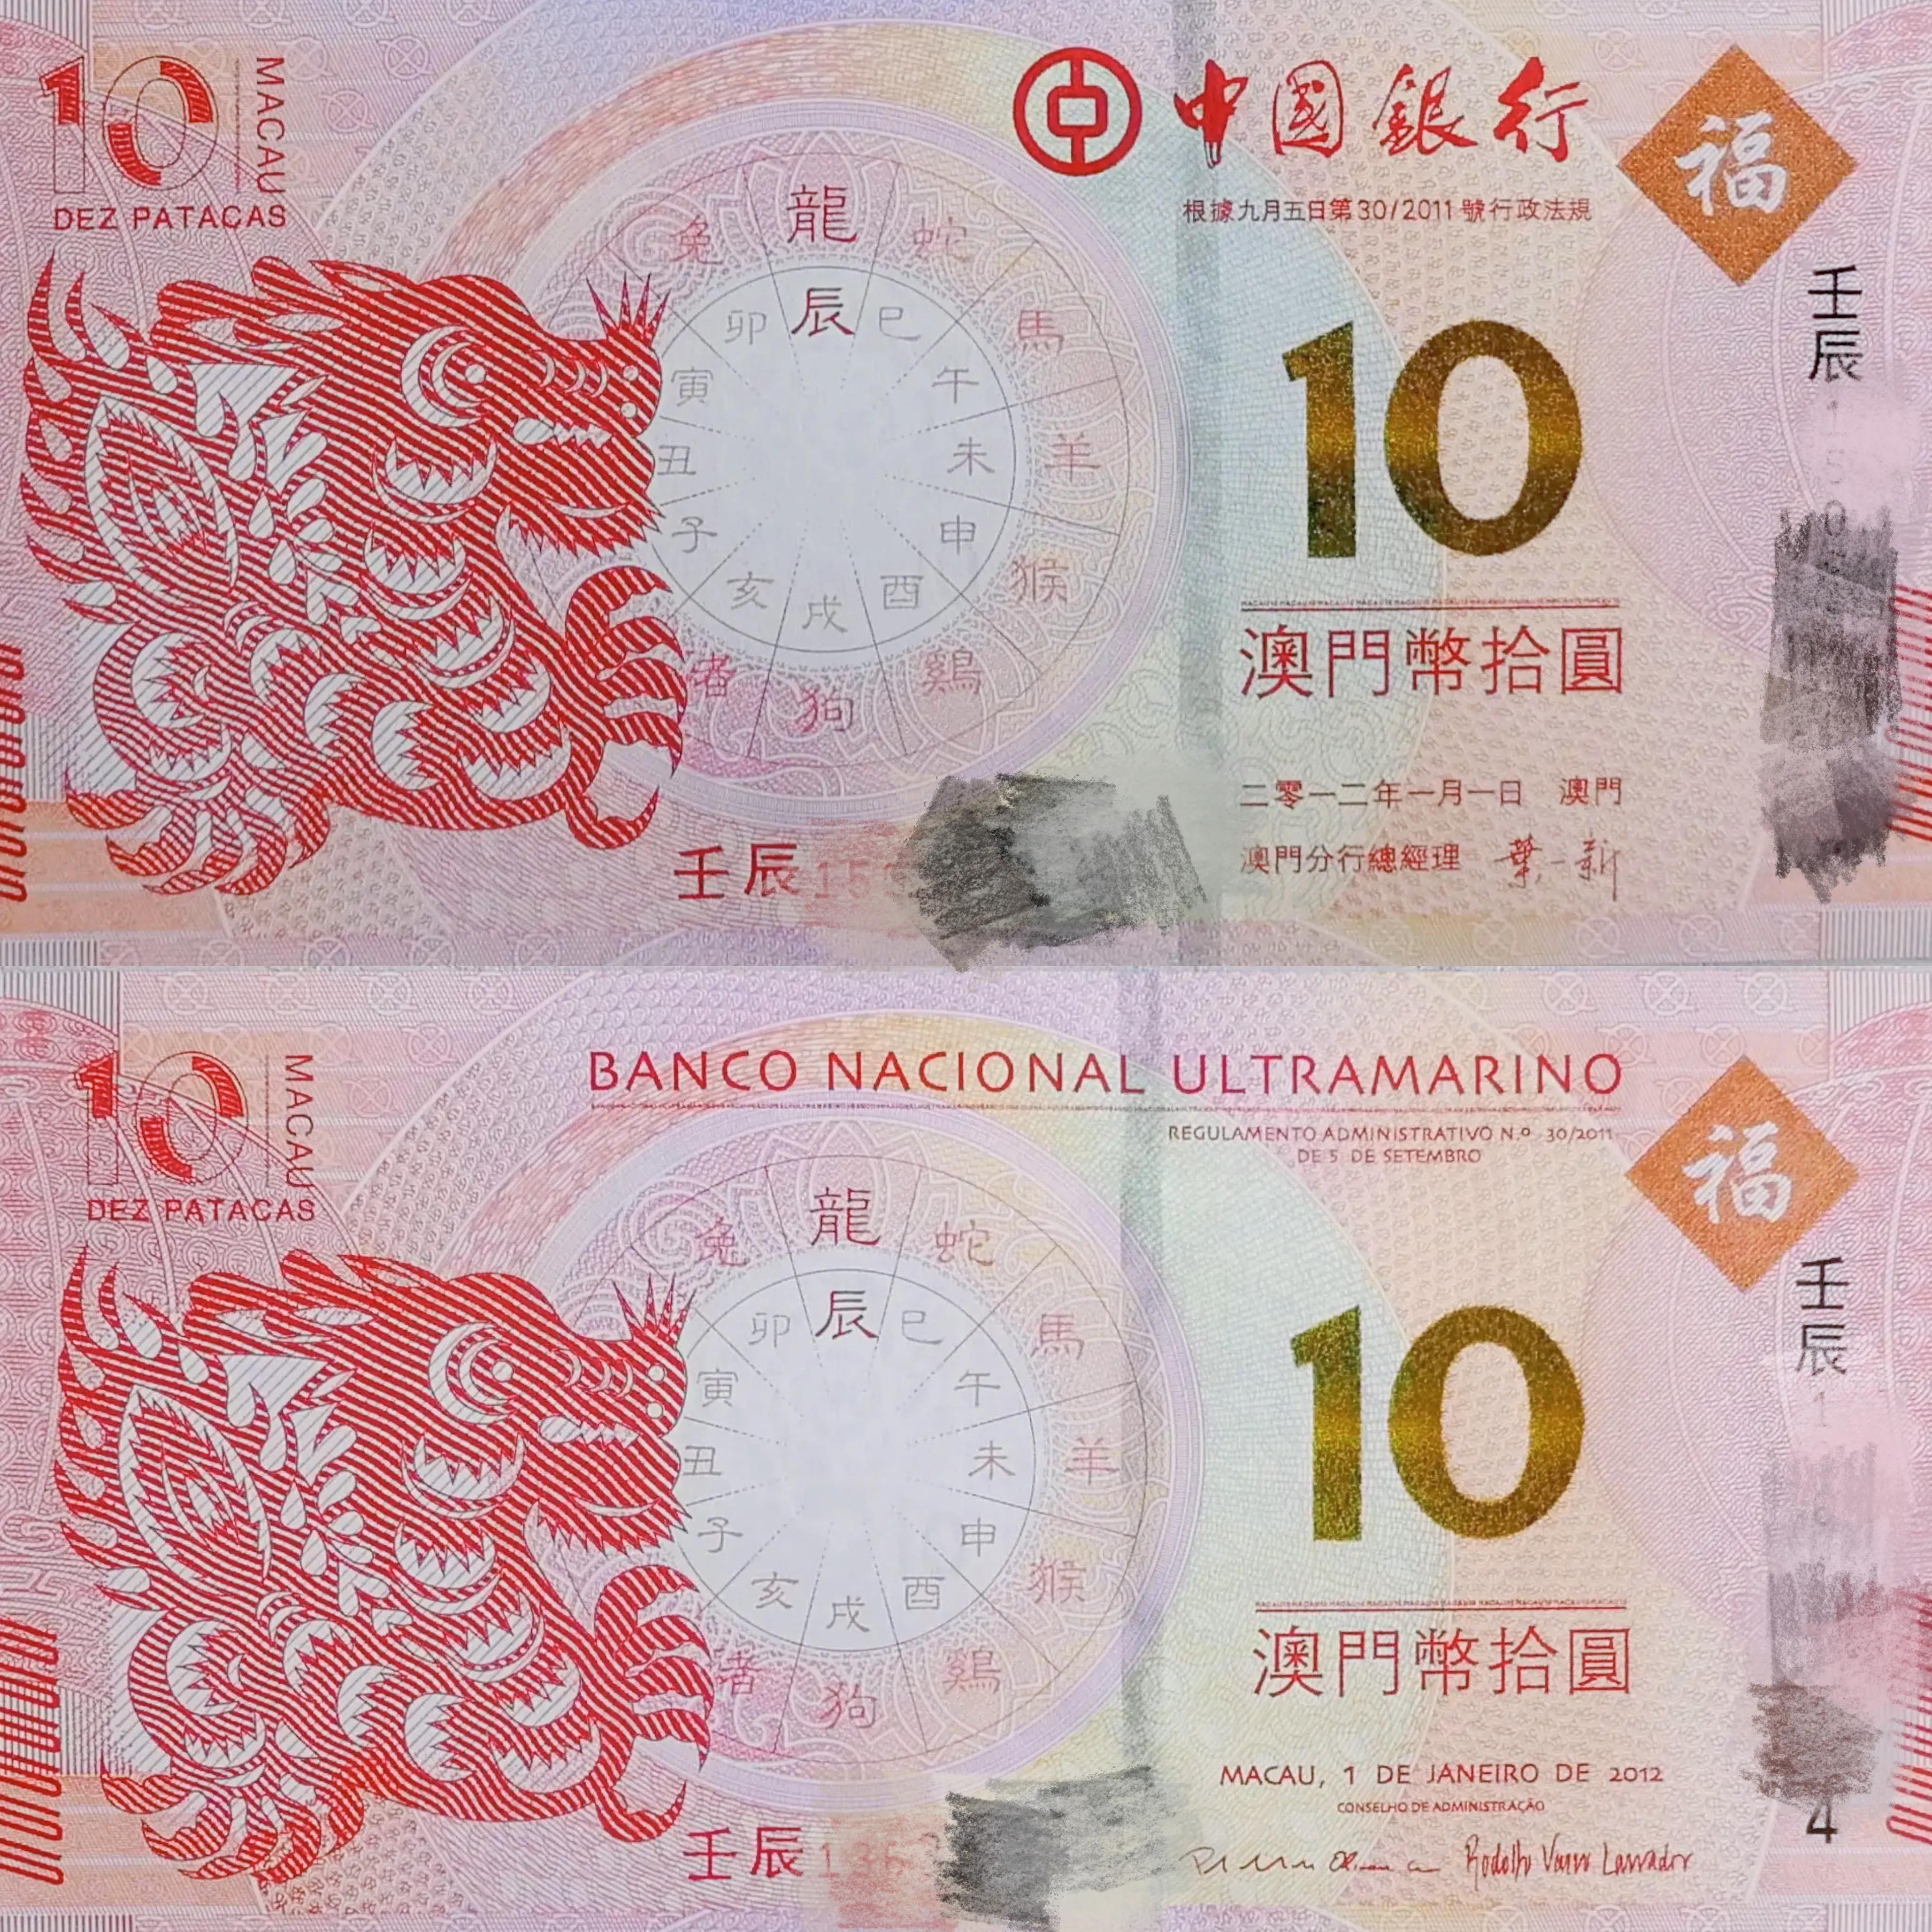 10 MACAU
DEZ PATACAS
中國銀行
福
根據九月五日第30/2011號行政法規
兔 龍 蛇 馬 羊 猴 鷄 狗
卯 辰 巳 午 未 申 酉 戌 亥 子 丑 寅
10
澳門幣拾圓
二零一二年一月一日 澳門
澳門分行總經理 葉一新
壬辰
壬辰
10 MACAU
DEZ PATACAS
BANCO NACIONAL ULTRAMARINO
福
REGULAMENTO ADMINISTRATIVO N.º 30/2011
DE 5 DE SETEMBRO
兔 龍 蛇 馬 羊 猴 鷄 狗
卯 辰 巳 午 未 申 酉 戌 亥 子 丑 寅
10
澳門幣拾圓
MACAU, 1 DE JANEIRO DE 2012
CONSELHO DE ADMINISTRAÇÃO
壬辰
壬辰
4